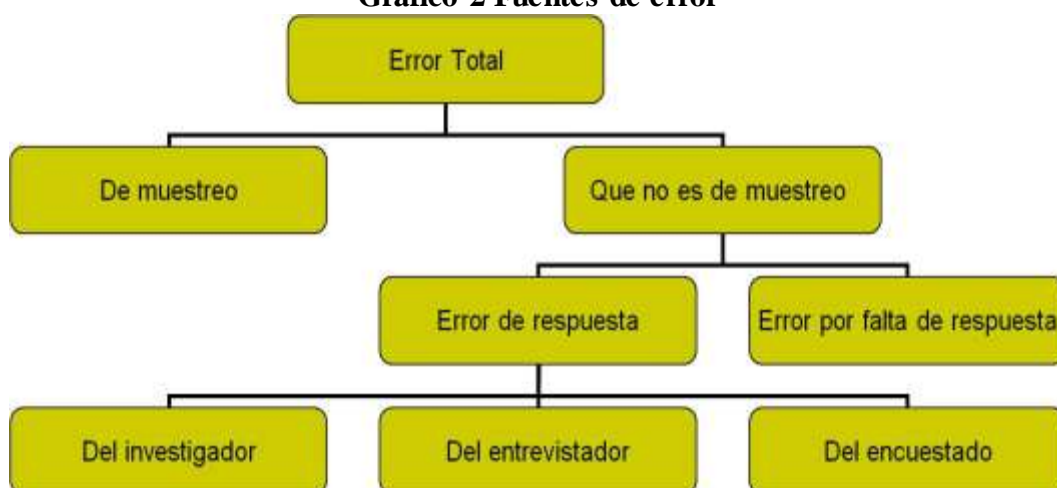 Gráfico 2 Fuentes de error
Error Total
De muestreo
Que no es de muestreo
Error de respuesta
Error por falta de respuesta
Del investigador
Del entrevistador
Del encuestado